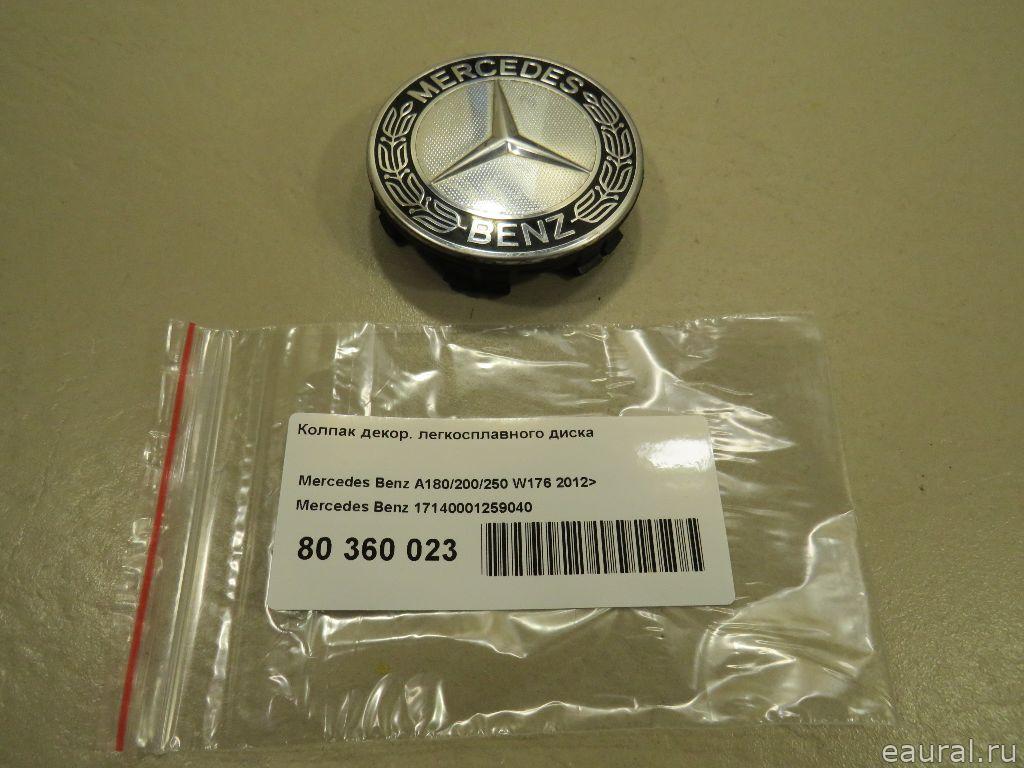 MERCEDES
BENZ
Колпак декор. легкосплавного диска
Mercedes Benz A180/200/250 W176 2012>
Mercedes Benz 17140001259040
80 360 023
eaural.ru